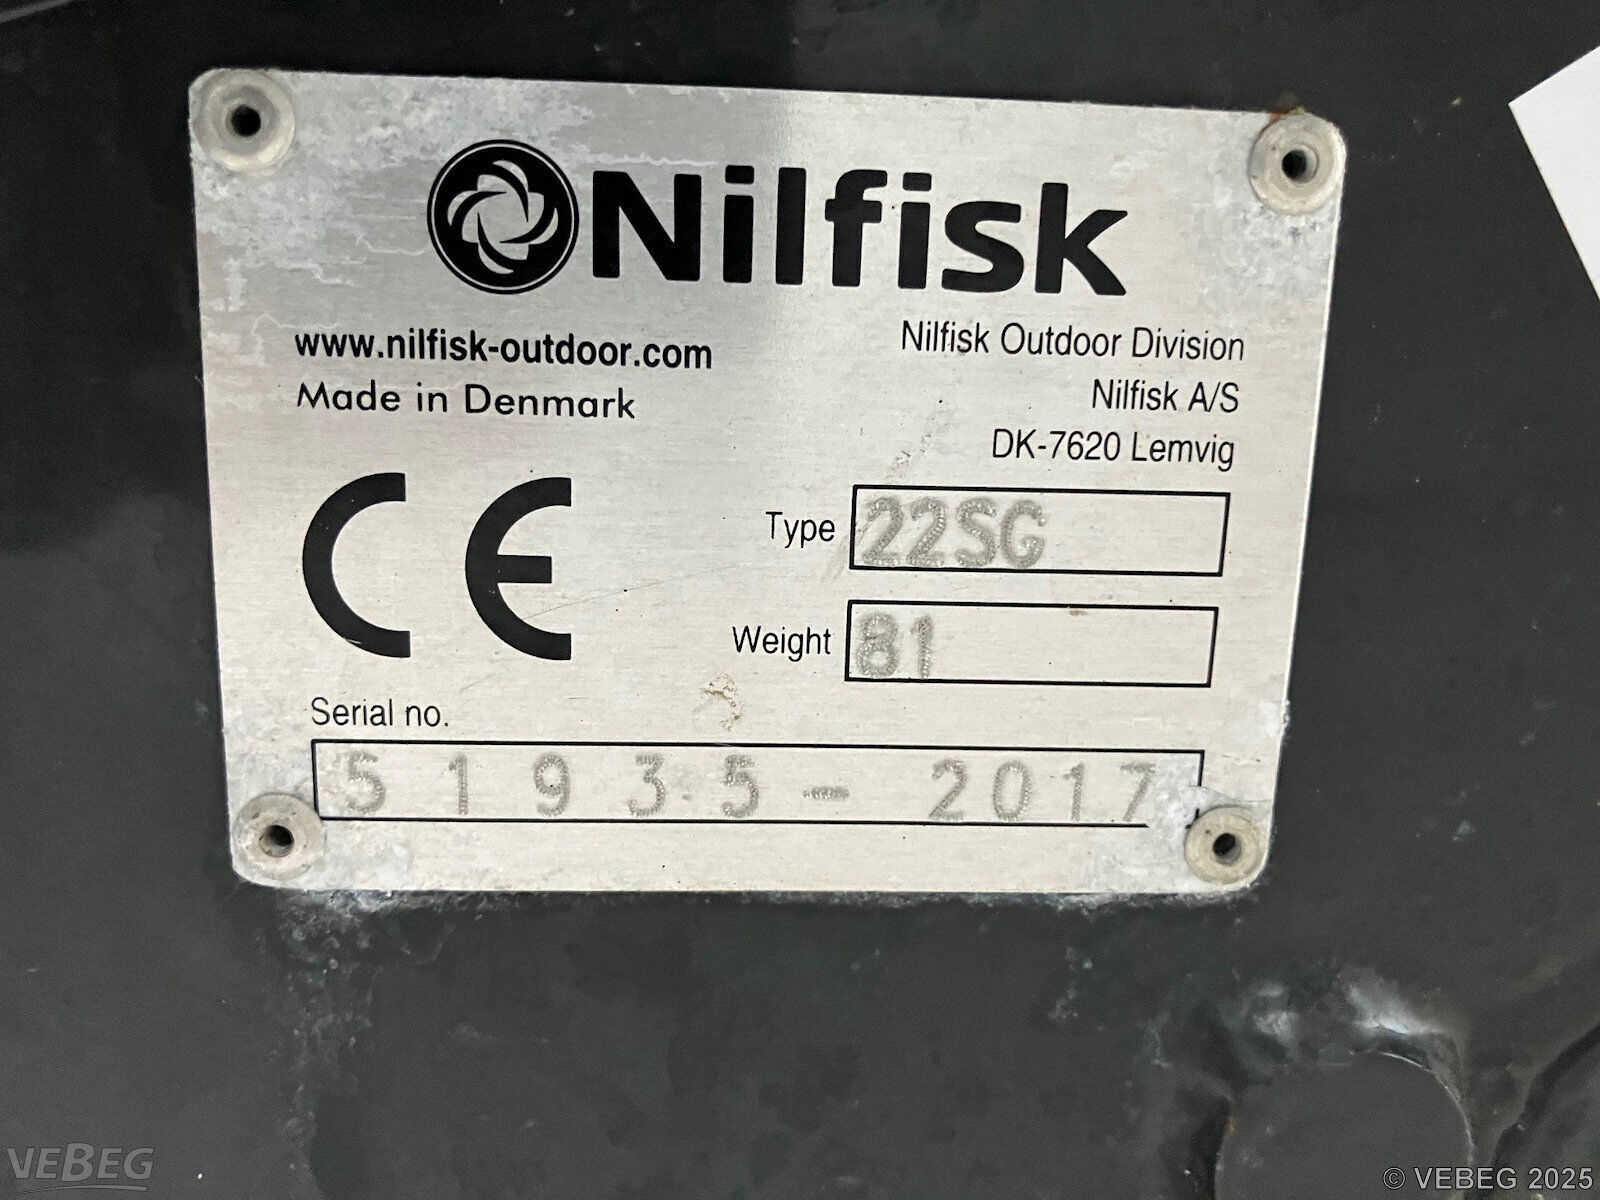 Nilfisk
www.nilfisk-outdoor.com
Made in Denmark
Nilfisk Outdoor Division
Nilfisk A/S
DK-7620 Lemvig
CE
Type 22SG
Weight 81
Serial no.
51935-2017
VEBEG
© VEBEG 2025